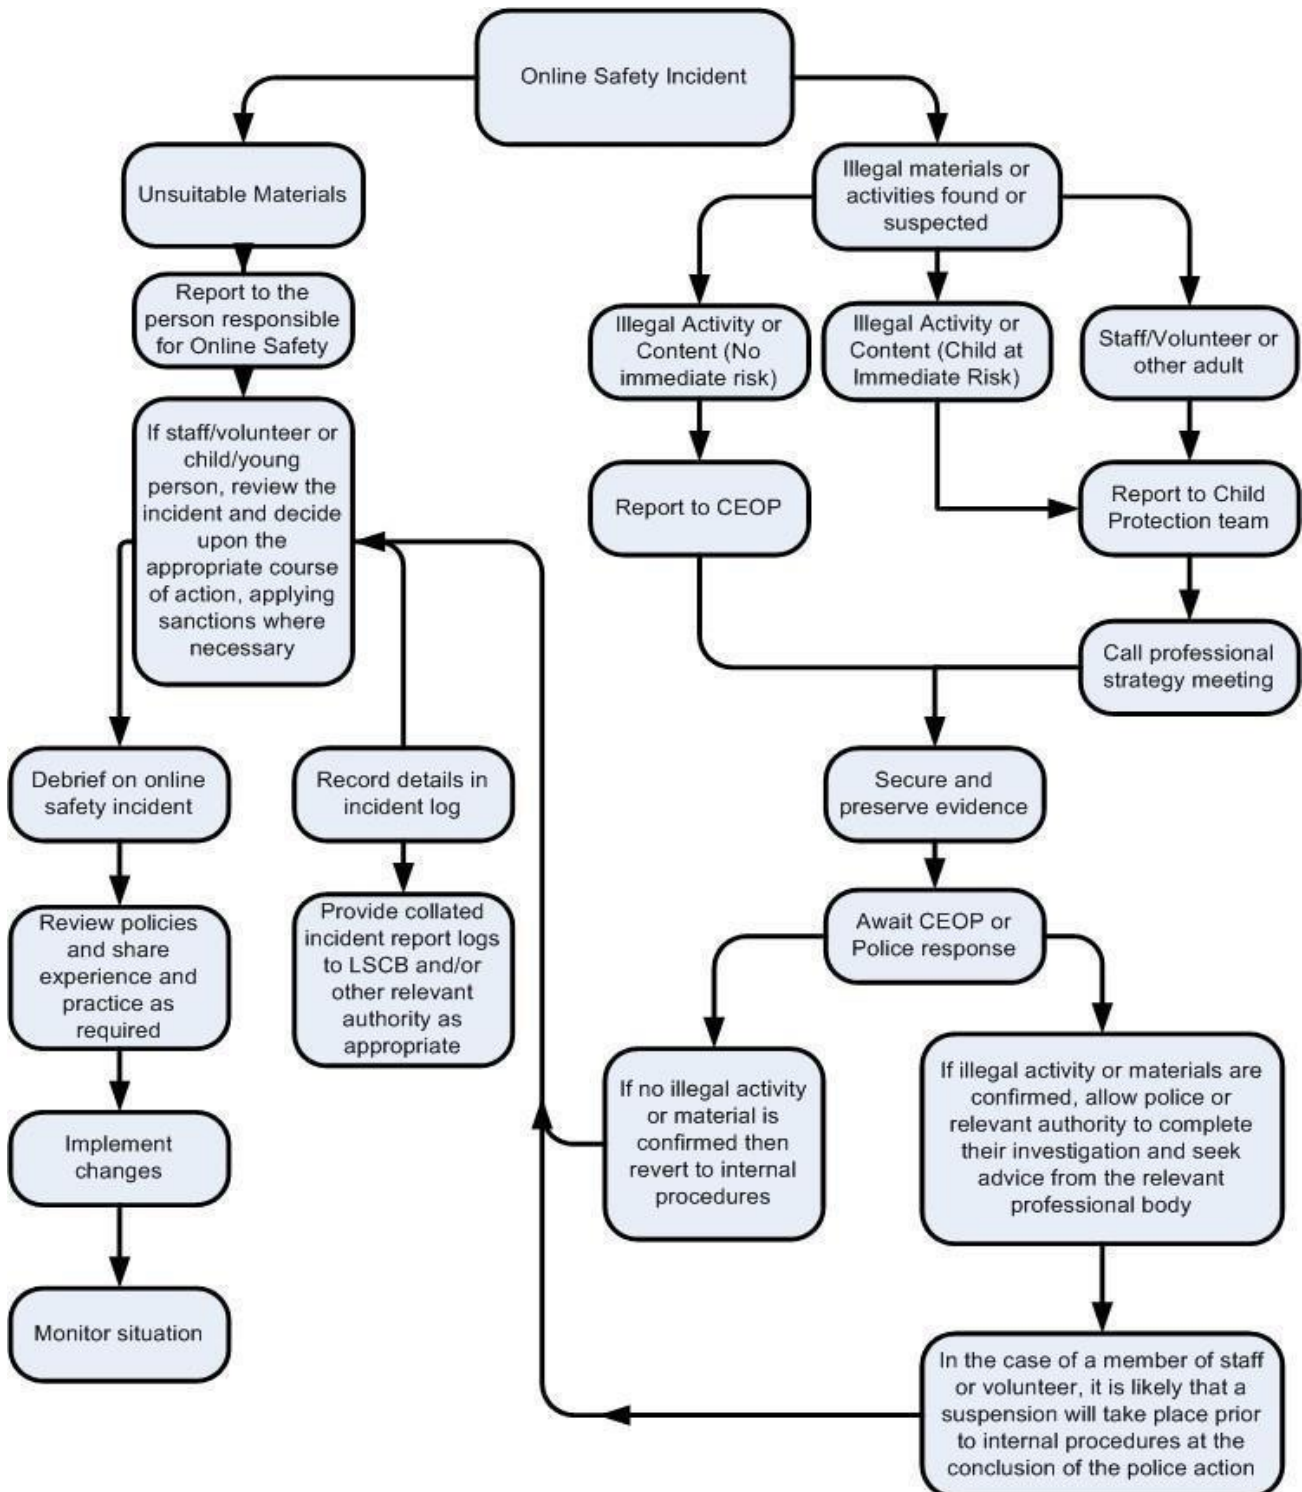 Online Safety Incident
Unsuitable Materials
Report to the
person responsible
for Online Safety
If staff/volunteer or
child/young
person, review the
incident and decide
upon the
appropriate course
of action, applying
sanctions where
necessary
Debrief on online
safety incident
Review policies
and share
experience and
practice as
required
Implement
changes
Monitor situation
Record details in
incident log
Provide collated
incident report logs
to LSCB and/or
other relevant
authority as
appropriate
Illegal materials or
activities found or
suspected
Illegal Activity or
Content (No
immediate risk)
Illegal Activity or
Content (Child at
Immediate Risk)
Staff/Volunteer or
other adult
Report to CEOP
Report to Child
Protection team
Call professional
strategy meeting
Secure and
preserve evidence
Await CEOP or
Police response
If no illegal activity
or material is
confirmed then
revert to internal
procedures
If illegal activity or materials are
confirmed, allow police or
relevant authority to complete
their investigation and seek
advice from the relevant
professional body
In the case of a member of staff
or volunteer, it is likely that a
suspension will take place prior
to internal procedures at the
conclusion of the police action